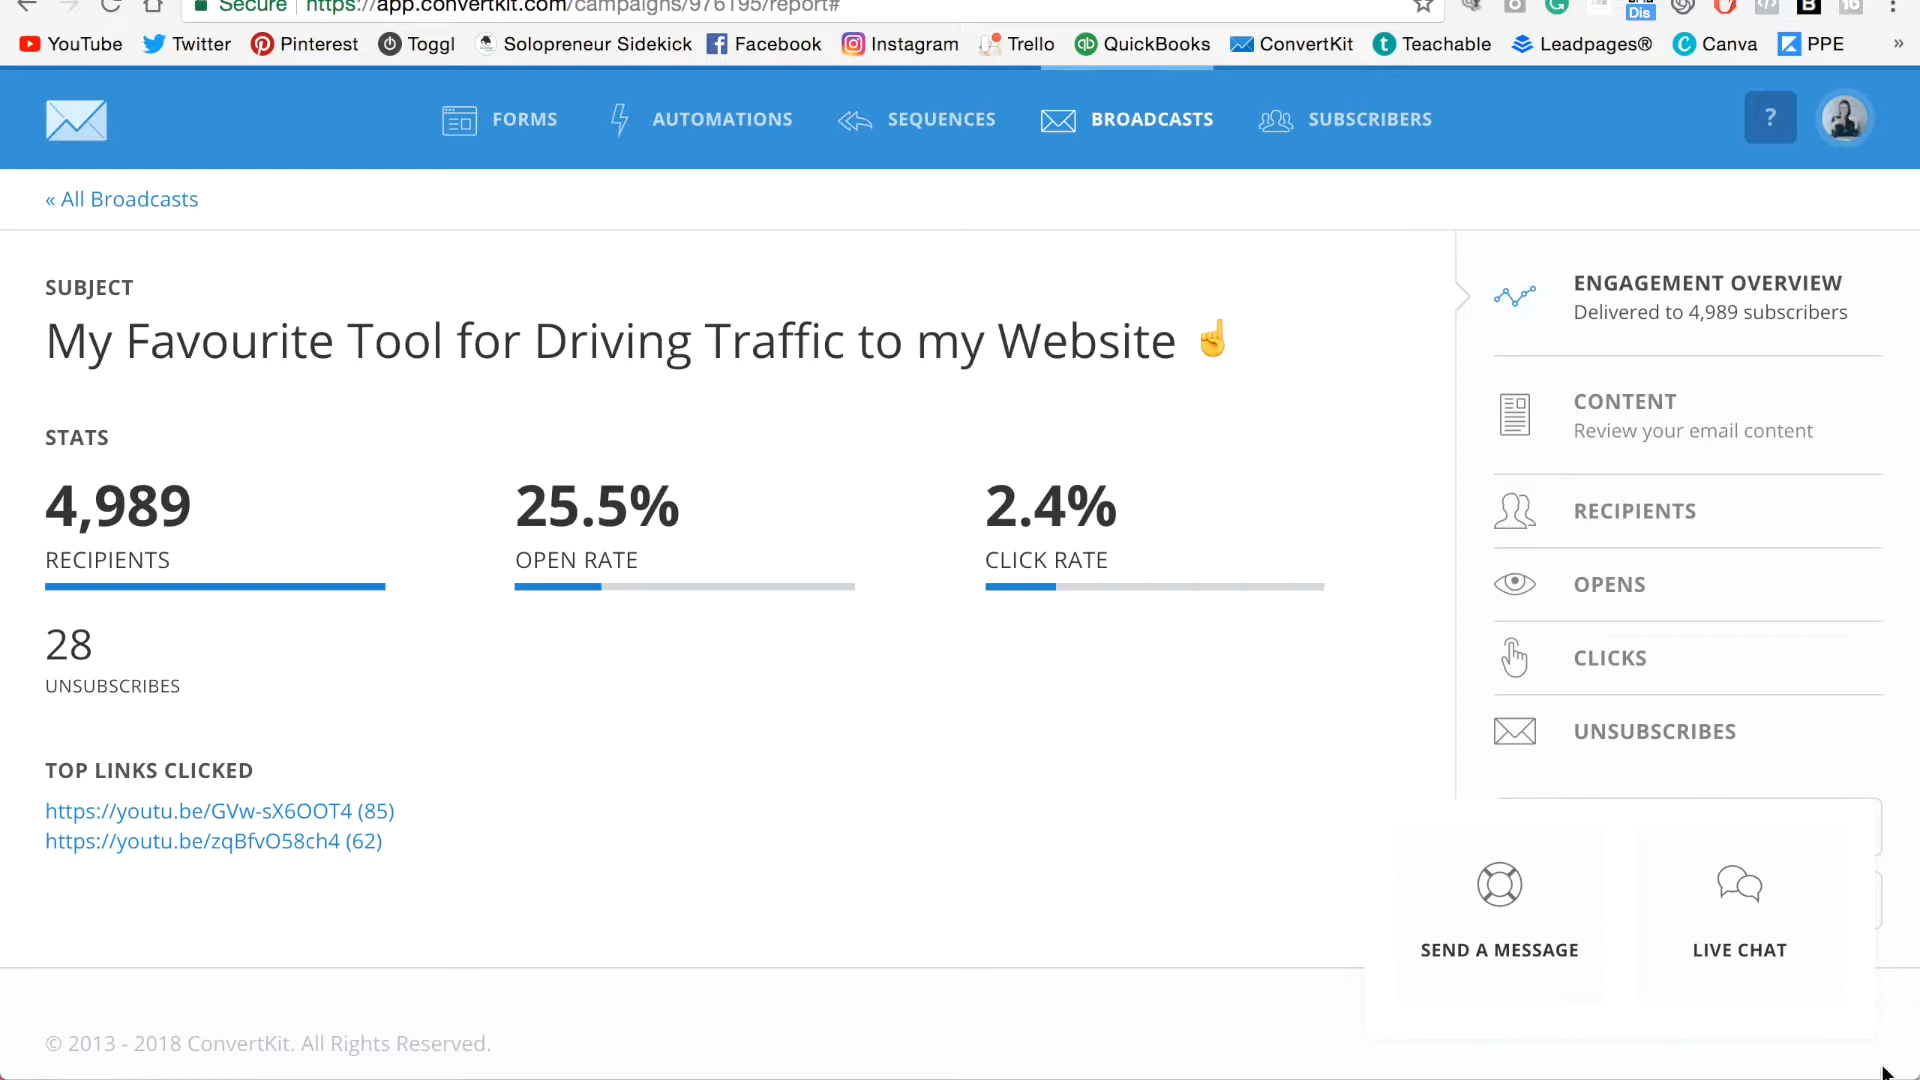 Secure https://app.convertkit.com/campaigns/976195/report#
Dis B 16
YouTube Twitter Pinterest Toggl Solopreneur Sidekick Facebook Instagram Trello QuickBooks ConvertKit Teachable Leadpages® Canva PPE »
FORMS AUTOMATIONS SEQUENCES BROADCASTS SUBSCRIBERS ?
« All Broadcasts
SUBJECT
My Favourite Tool for Driving Traffic to my Website ☝
STATS
4,989 25.5% 2.4%
RECIPIENTS OPEN RATE CLICK RATE
28
UNSUBSCRIBES
TOP LINKS CLICKED
https://youtu.be/GVw-sX6OOT4 (85)
https://youtu.be/zqBfvO58ch4 (62)
ENGAGEMENT OVERVIEW
Delivered to 4,989 subscribers
CONTENT
Review your email content
RECIPIENTS
OPENS
CLICKS
UNSUBSCRIBES
SEND A MESSAGE LIVE CHAT
© 2013 - 2018 ConvertKit. All Rights Reserved.